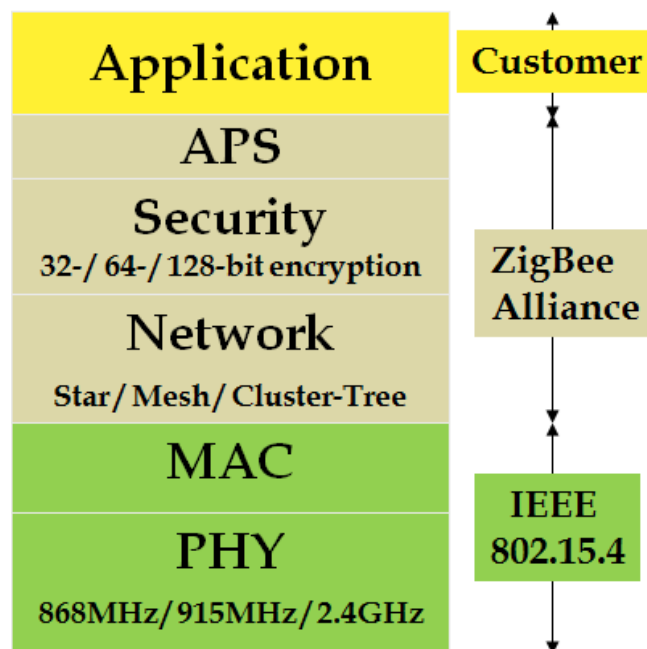 Application
APS
Security
32-/ 64-/ 128-bit encryption
Network
Star/ Mesh/ Cluster-Tree
MAC
PHY
868MHz/ 915MHz/ 2.4GHz
Customer
ZigBee
Alliance
IEEE
802.15.4